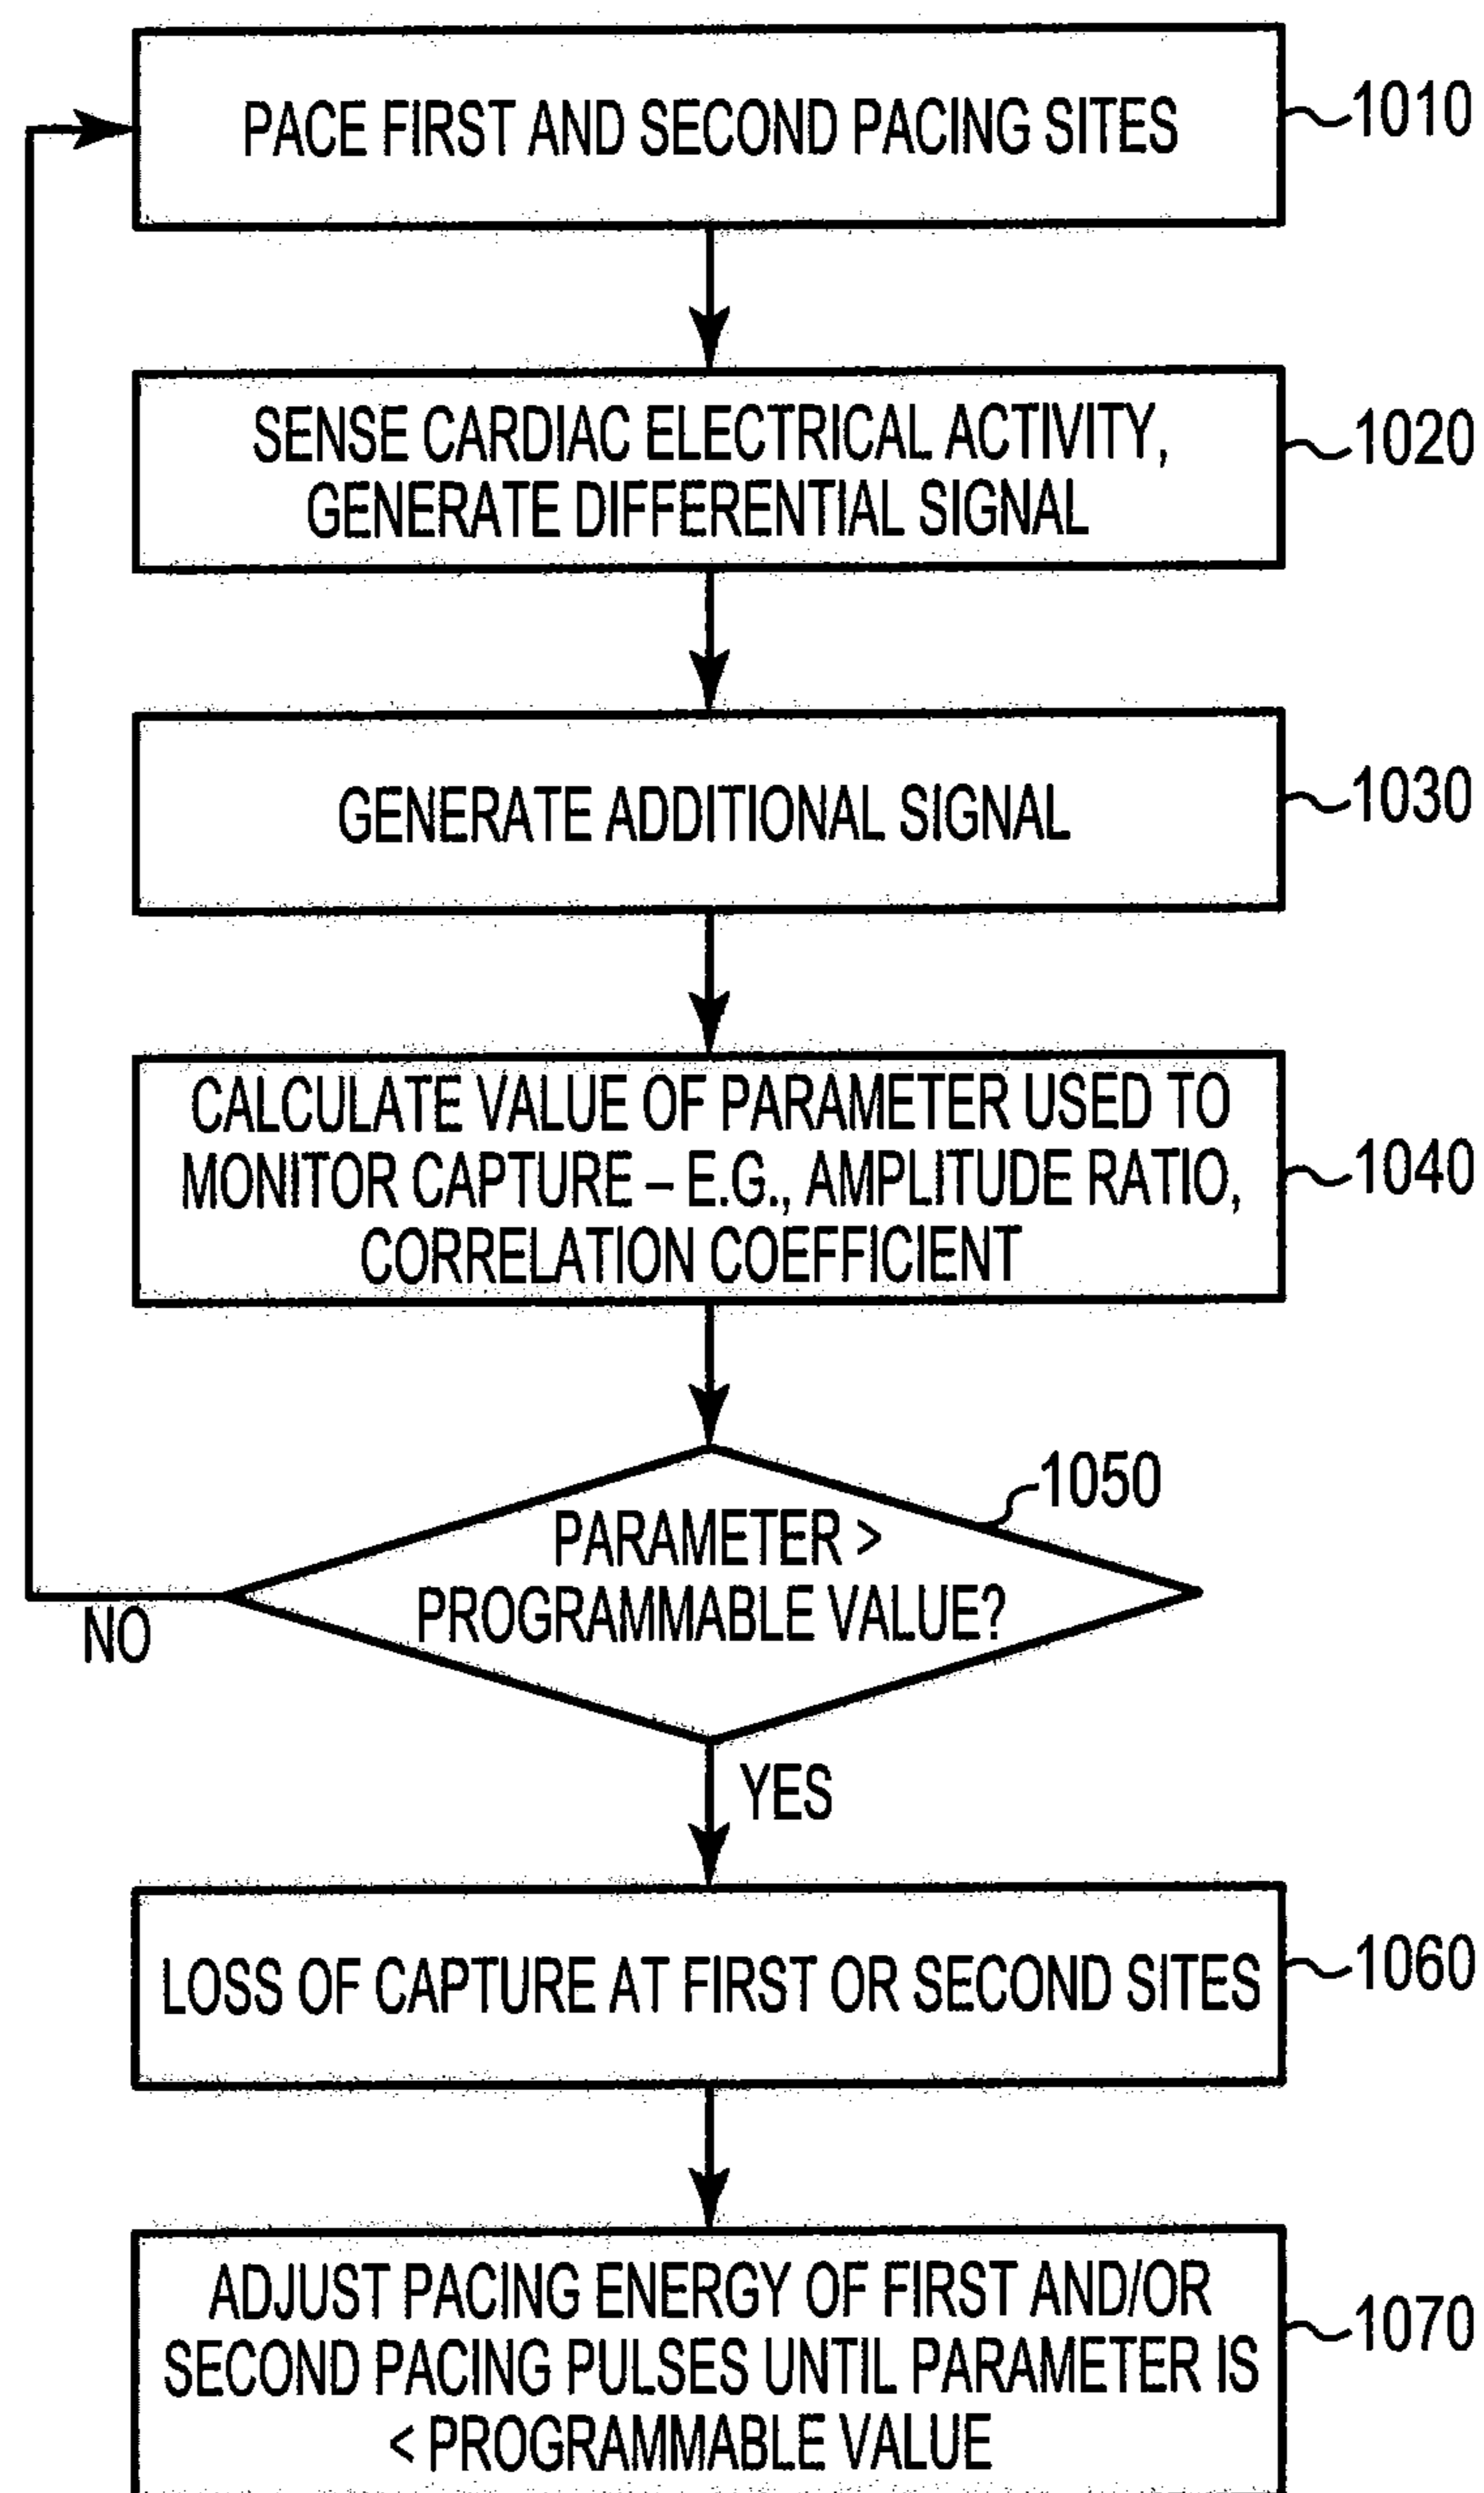 PACE FIRST AND SECOND PACING SITES
1010
SENSE CARDIAC ELECTRICAL ACTIVITY,
GENERATE DIFFERENTIAL SIGNAL
1020
GENERATE ADDITIONAL SIGNAL
1030
CALCULATE VALUE OF PARAMETER USED TO
MONITOR CAPTURE – E.G., AMPLITUDE RATIO,
CORRELATION COEFFICIENT
1040
1050
PARAMETER >
PROGRAMMABLE VALUE?
NO
YES
LOSS OF CAPTURE AT FIRST OR SECOND SITES
1060
ADJUST PACING ENERGY OF FIRST AND/OR
SECOND PACING PULSES UNTIL PARAMETER IS
< PROGRAMMABLE VALUE
1070